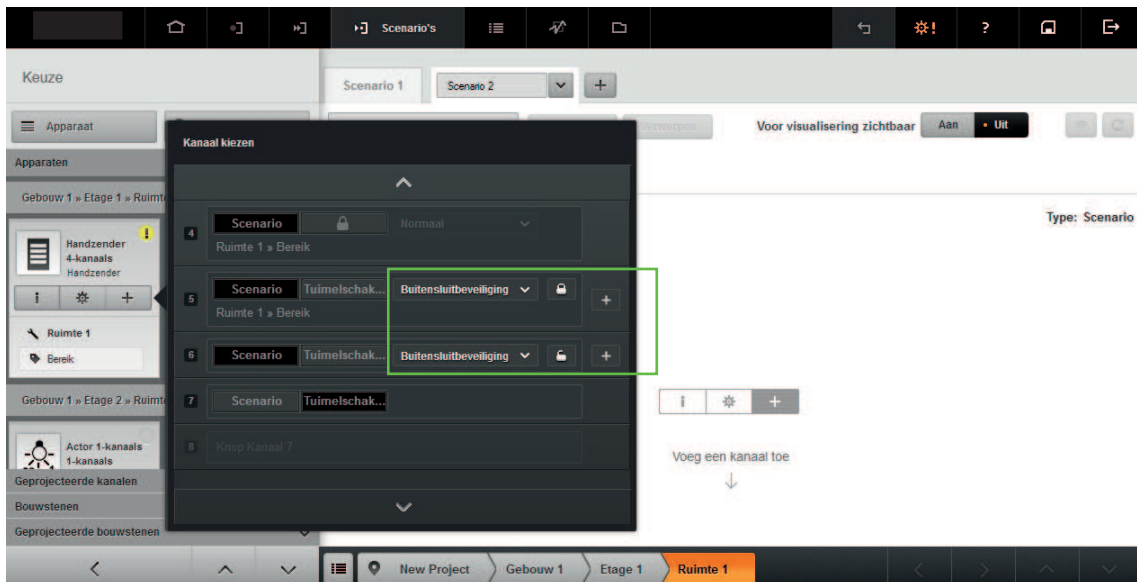 Scenario's
?
Keuze
Scenario 1
Scenario 2
+
Apparaat
Voor visualisering zichtbaar
Aan
Uit
Apparaten
Gebouw 1 » Etage 1 » Ruimt
Type: Scenario
Handzender
4-kanaals
Handzender
!
i
+
Ruimte 1
Bereik
Gebouw 1 » Etage 2 » Ruimt
Actor 1-kanaals
1-kanaals
Geprojecteerde kanalen
Bouwstenen
Geprojecteerde bouwstenen
Kanaal kiezen
4 Scenario Normaal
Ruimte 1 » Bereik
5 Scenario Tuimelschak... Buitensluitbeveiliging +
Ruimte 1 » Bereik
6 Scenario Tuimelschak... Buitensluitbeveiliging +
7 Scenario Tuimelschak...
8 Knop Kanaal 7
i
+
Voeg een kanaal toe
New Project
Gebouw 1
Etage 1
Ruimte 1